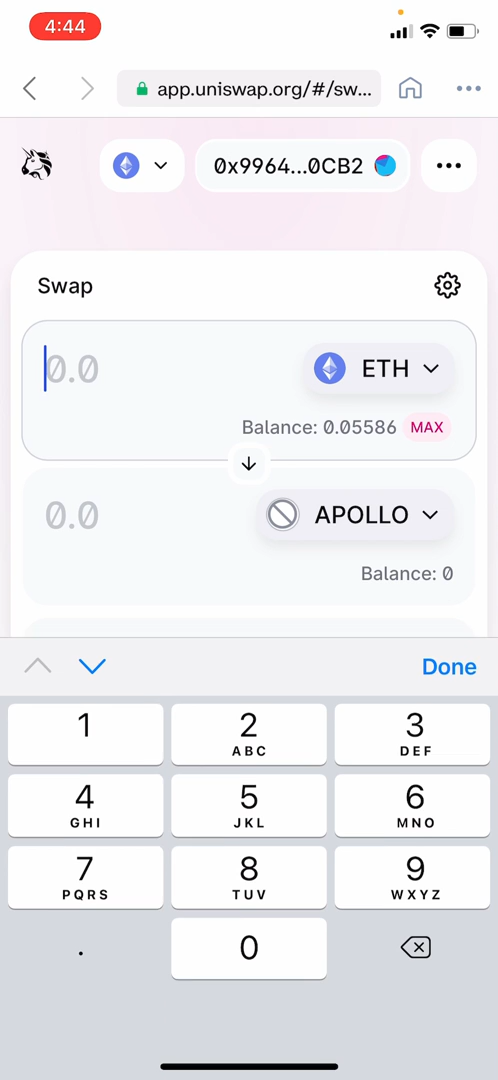 4:44
app.uniswap.org/#/sw...
0x9964...0CB2
Swap
0.0
ETH
Balance: 0.05586 MAX
0.0
APOLLO
Balance: 0
Done
1
2
ABC
3
DEF
4
GHI
5
JKL
6
MNO
7
PQRS
8
TUV
9
WXYZ
.
0